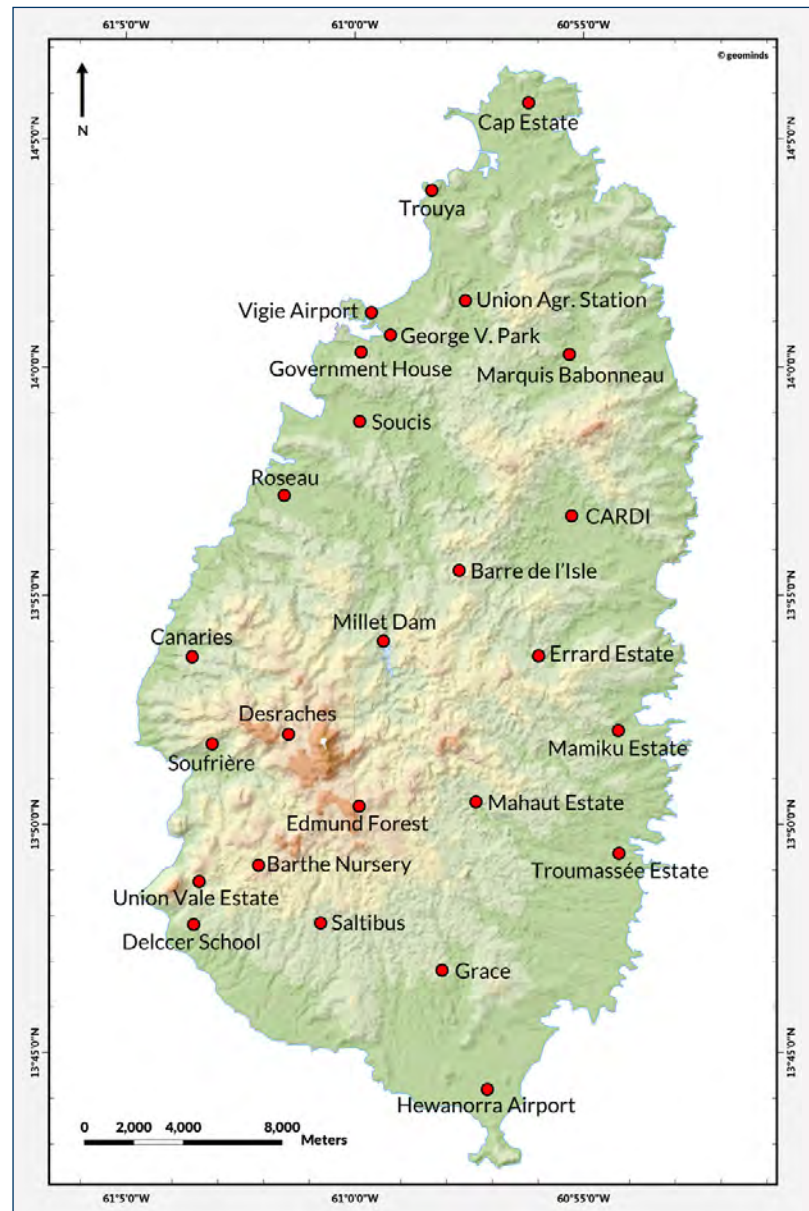 61°5'0"W 61°0'0"W 60°55'0"W
© geominds
N
Cap Estate
14°5'0"N 14°5'0"N
Trouya
Union Agr. Station
Vigie Airport
George V. Park
Government House
Marquis Babonneau
14°0'0"N 14°0'0"N
Soucis
Roseau
CARDI
Barre de l'Isle
13°55'0"N 13°55'0"N
Millet Dam
Canaries
Errard Estate
Desraches
Mamiku Estate
Soufrière
Mahaut Estate
13°50'0"N 13°50'0"N
Edmund Forest
Barthe Nursery
Troumassée Estate
Union Vale Estate
Saltibus
Delccer School
Grace
13°45'0"N 13°45'0"N
Hewanorra Airport
0 2,000 4,000 8,000
Meters
61°5'0"W 61°0'0"W 60°55'0"W